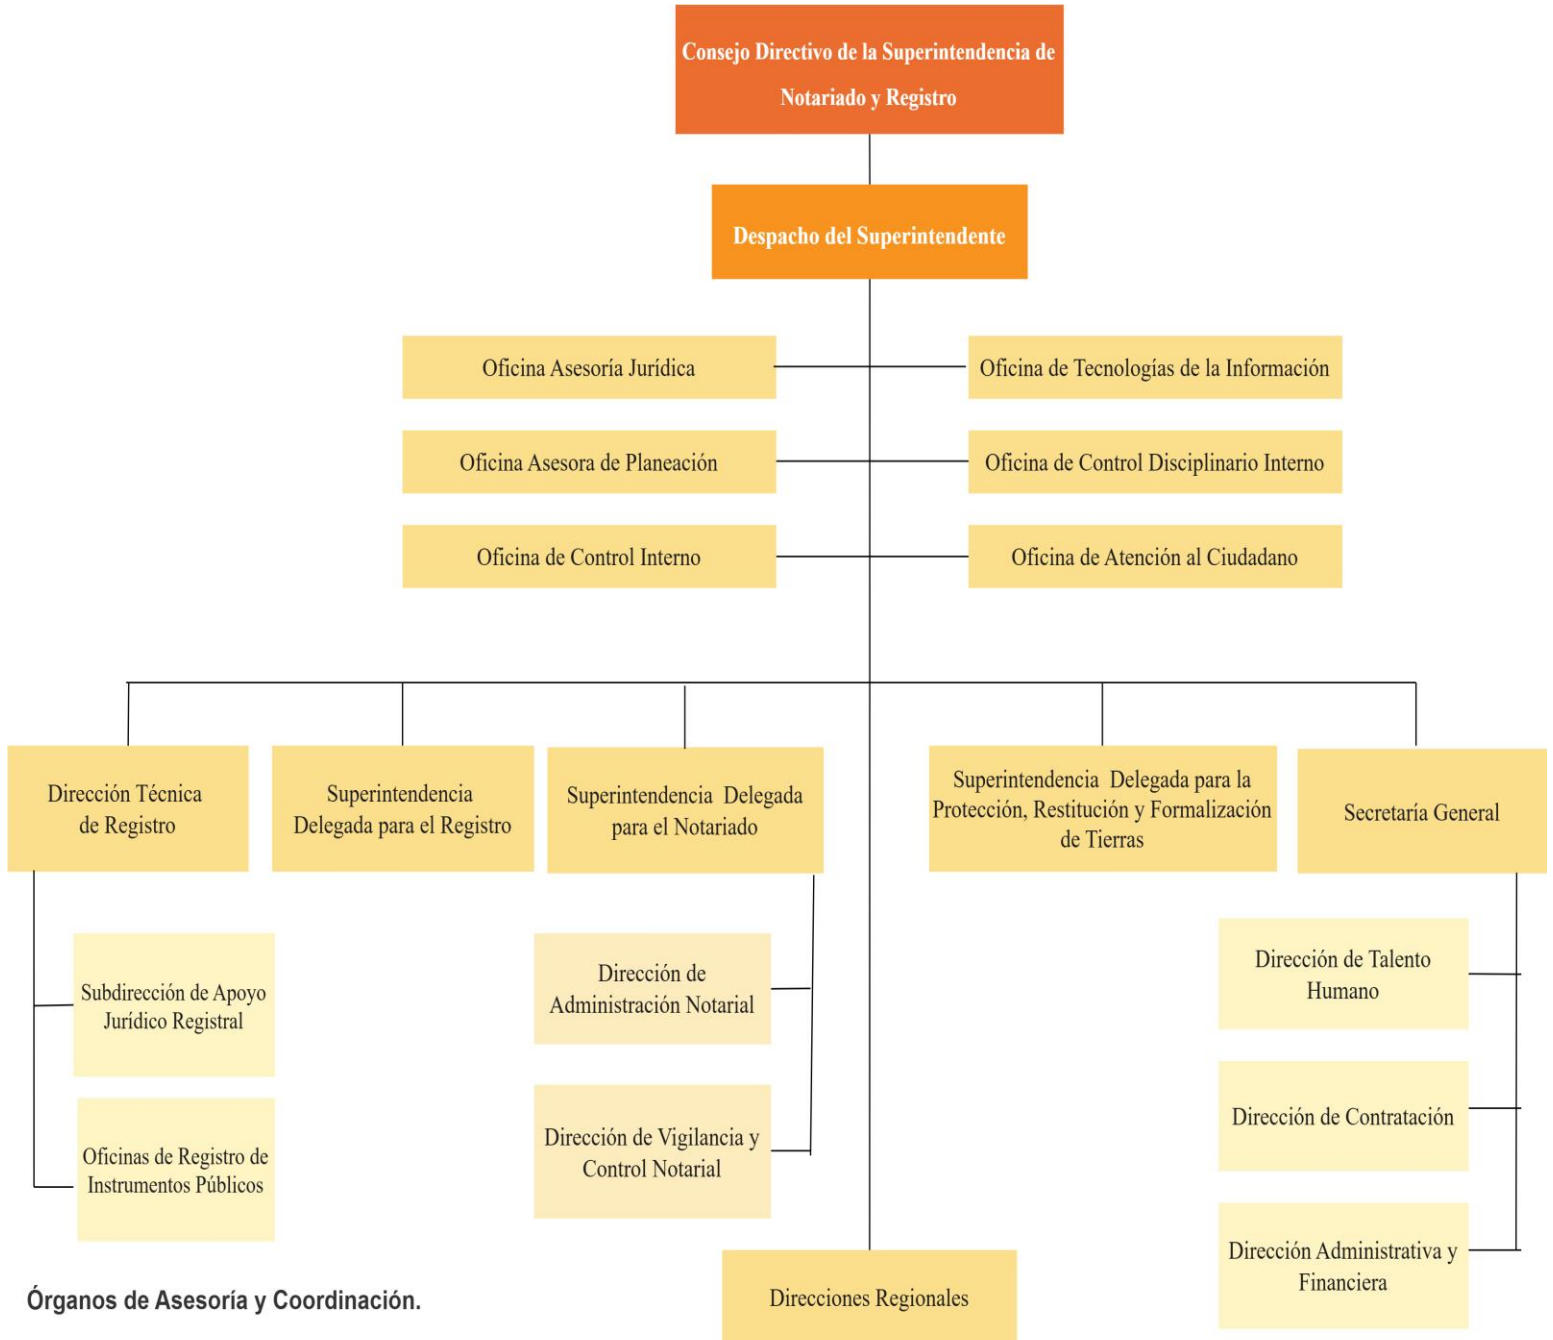 Consejo Directivo de la Superintendencia de
Notariado y Registro
Despacho del Superintendente
Oficina Asesoría Jurídica
Oficina de Tecnologías de la Información
Oficina Asesora de Planeación
Oficina de Control Disciplinario Interno
Oficina de Control Interno
Oficina de Atención al Ciudadano
Dirección Técnica
de Registro
Superintendencia
Delegada para el Registro
Superintendencia Delegada
para el Notariado
Superintendencia Delegada para la
Protección, Restitución y Formalización
de Tierras
Secretaría General
Subdirección de Apoyo
Jurídico Registral
Oficinas de Registro de
Instrumentos Públicos
Dirección de
Administración Notarial
Dirección de Vigilancia y
Control Notarial
Dirección de Talento
Humano
Dirección de Contratación
Dirección Administrativa y
Financiera
Direcciones Regionales
Órganos de Asesoría y Coordinación.